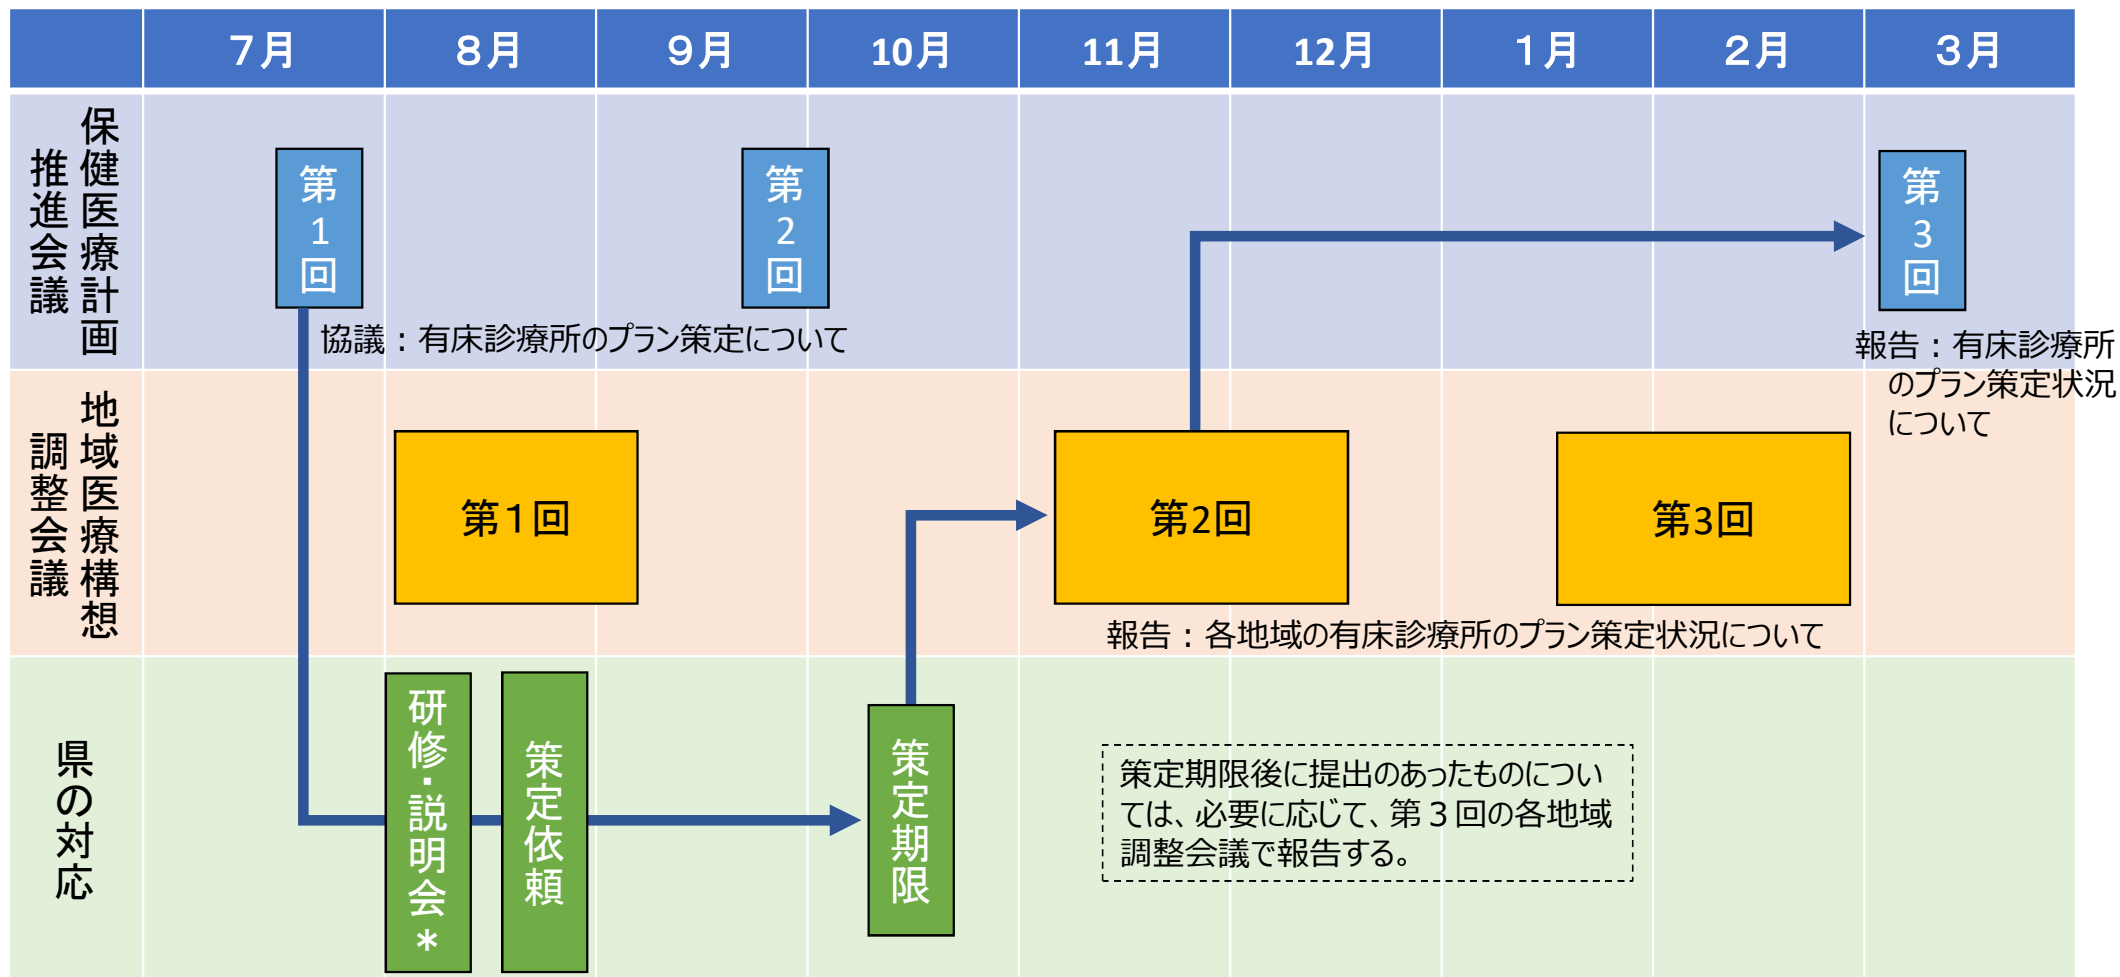 ７月 ８月 ９月 10月 11月 12月 １月 ２月 ３月
保健医療計画
推進会議
第1回
第2回
第3回
協議：有床診療所のプラン策定について
報告：有床診療所
のプラン策定状況
について
地域医療構想
調整会議
第１回
第2回
第3回
報告：各地域の有床診療所のプラン策定状況について
県の対応
研修・説明会＊
策定依頼
策定期限
策定期限後に提出のあったものについ
ては、必要に応じて、第３回の各地域
調整会議で報告する。